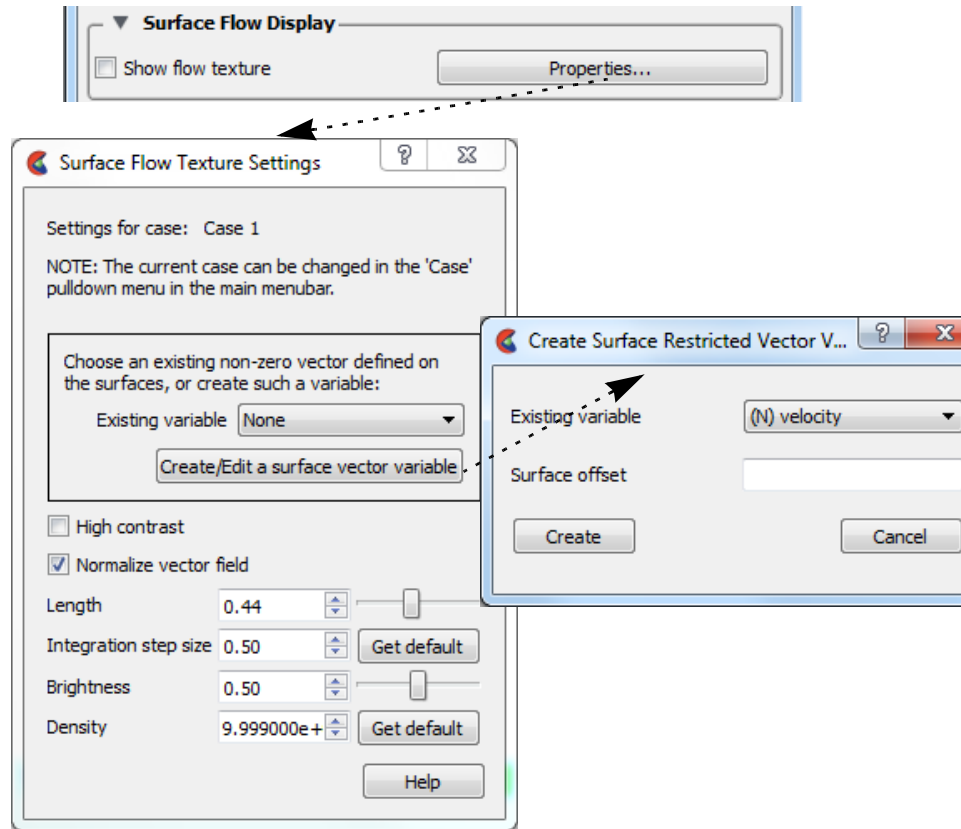 Surface Flow Display
Show flow texture
Properties...
Surface Flow Texture Settings
Settings for case: Case 1
NOTE: The current case can be changed in the 'Case'
pulldown menu in the main menubar.
Choose an existing non-zero vector defined on
the surfaces, or create such a variable:
Existing variable None
Create/Edit a surface vector variable
High contrast
Normalize vector field
Length 0.44
Integration step size 0.50 Get default
Brightness 0.50
Density 9.999000e+ Get default
Help
Create Surface Restricted Vector V...
Existing variable (N) velocity
Surface offset
Create Cancel